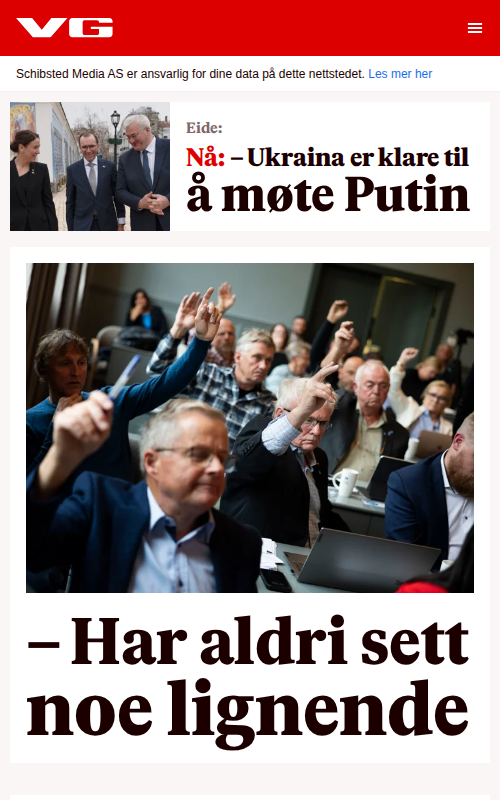 VG
Schibsted Media AS er ansvarlig for dine data på dette nettstedet. Les mer her
Eide:
Nå: – Ukraina er klare til
å møte Putin
– Har aldri sett
noe lignende